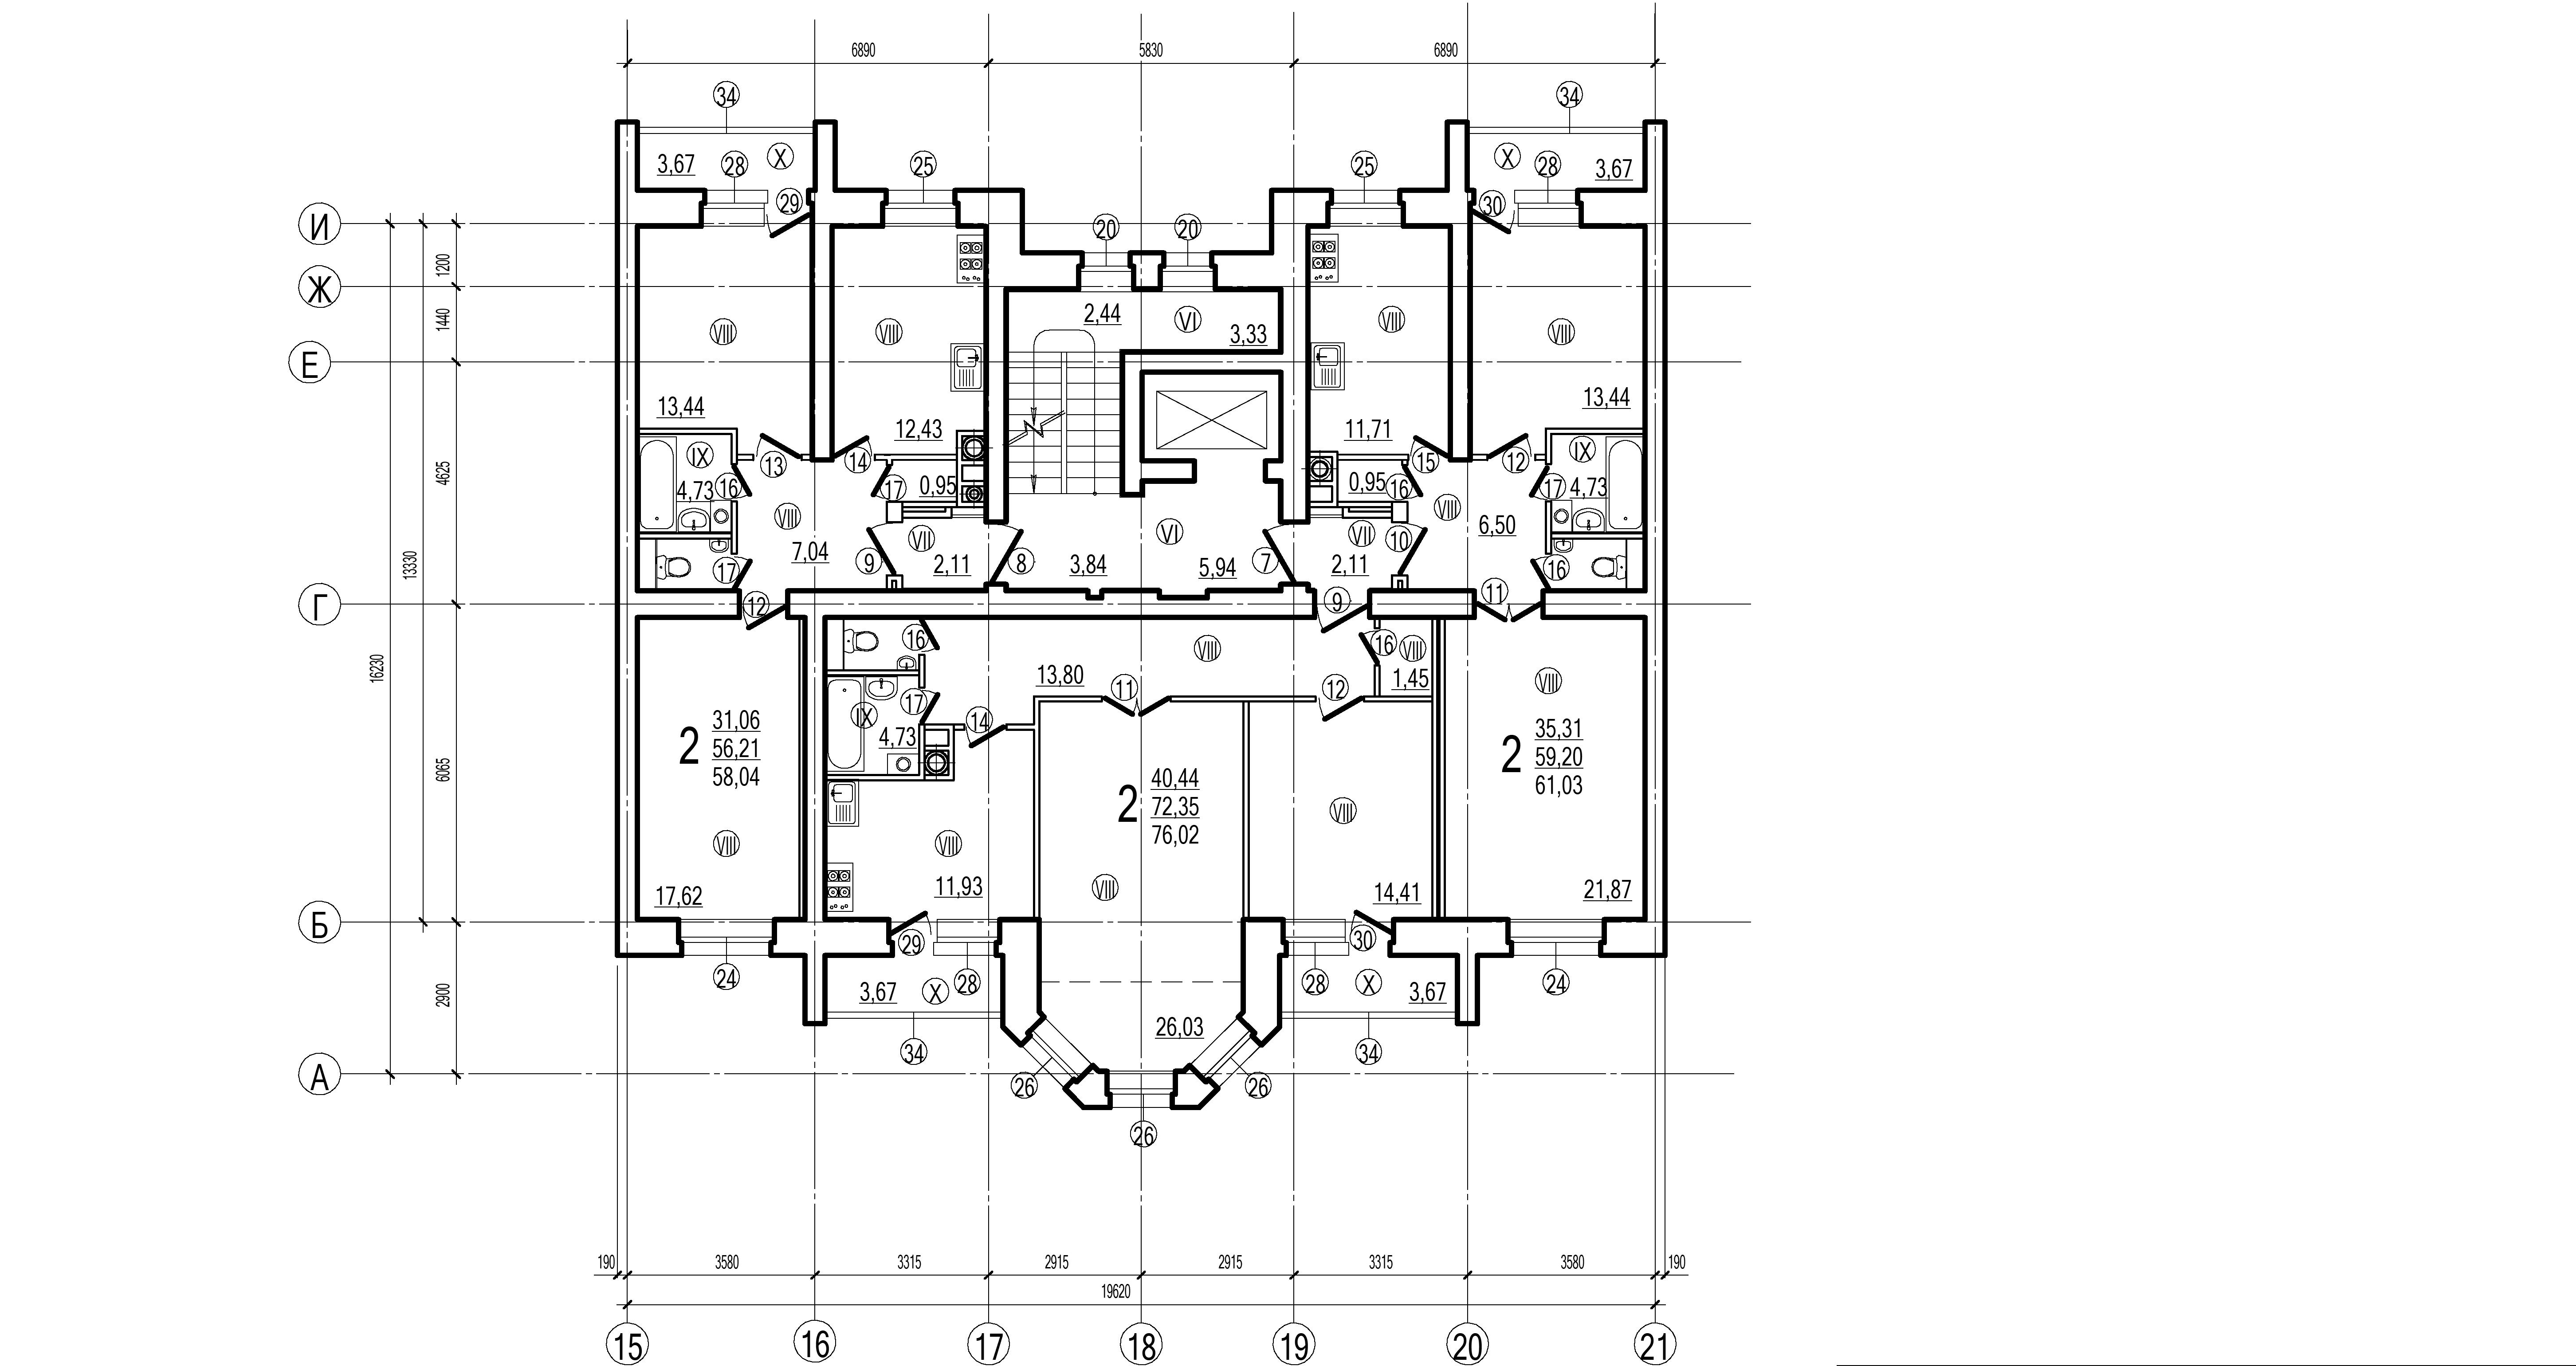 6890 5830 6890
34 34
3,67 X 28 25 25 X 28 3,67
29 30
И
20 20
1200
Ж
1440
2,44 VI 3,33
VIII VIII VIII VIII
Е
13,44 12,43 11,71 13,44
IX 13 14 15 12 IX
4,73 16 17 0,95 0,95 16 17 4,73
4625
VIII VII VI VII VIII
7,04 9 2,11 8 3,84 5,94 7 2,11 10 6,50
17 16
13330
Г
12 9 11
16 VIII 16 VIII
16230
13,80 11 12 1,45 VIII
17 IX 14
4,73
2 31,06
56,21
58,04
2 40,44
72,35
76,02
2 35,31
59,20
61,03
6065
VIII VIII VIII VIII
17,62 11,93 14,41 21,87
Б
29 30
24 28 28 24
2900
3,67 X X 3,67
26,03
34 34
А
26 26
26
190 3580 3315 2915 2915 3315 3580 190
19620
15 16 17 18 19 20 21